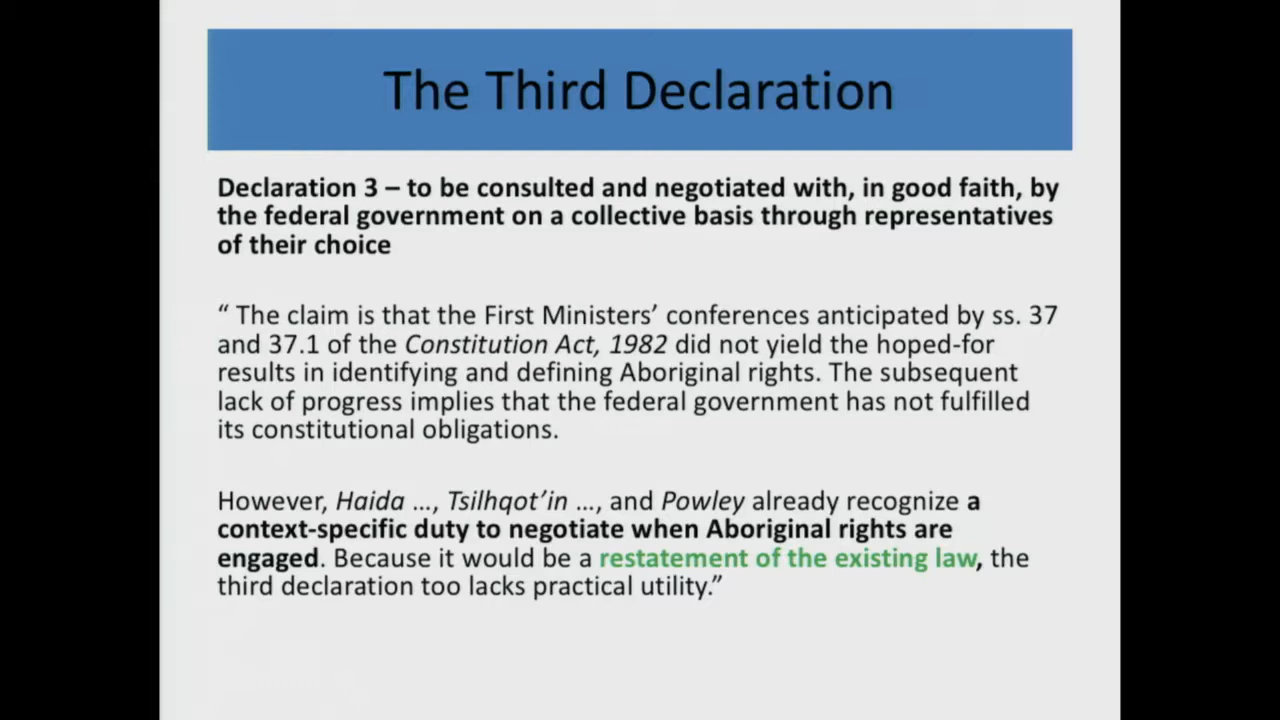 The Third Declaration
Declaration 3 – to be consulted and negotiated with, in good faith, by
the federal government on a collective basis through representatives
of their choice
“ The claim is that the First Ministers’ conferences anticipated by ss. 37
and 37.1 of the Constitution Act, 1982 did not yield the hoped-for
results in identifying and defining Aboriginal rights. The subsequent
lack of progress implies that the federal government has not fulfilled
its constitutional obligations.
However, Haida …, Tsilhqot’in …, and Powley already recognize a
context-specific duty to negotiate when Aboriginal rights are
engaged. Because it would be a restatement of the existing law, the
third declaration too lacks practical utility.”